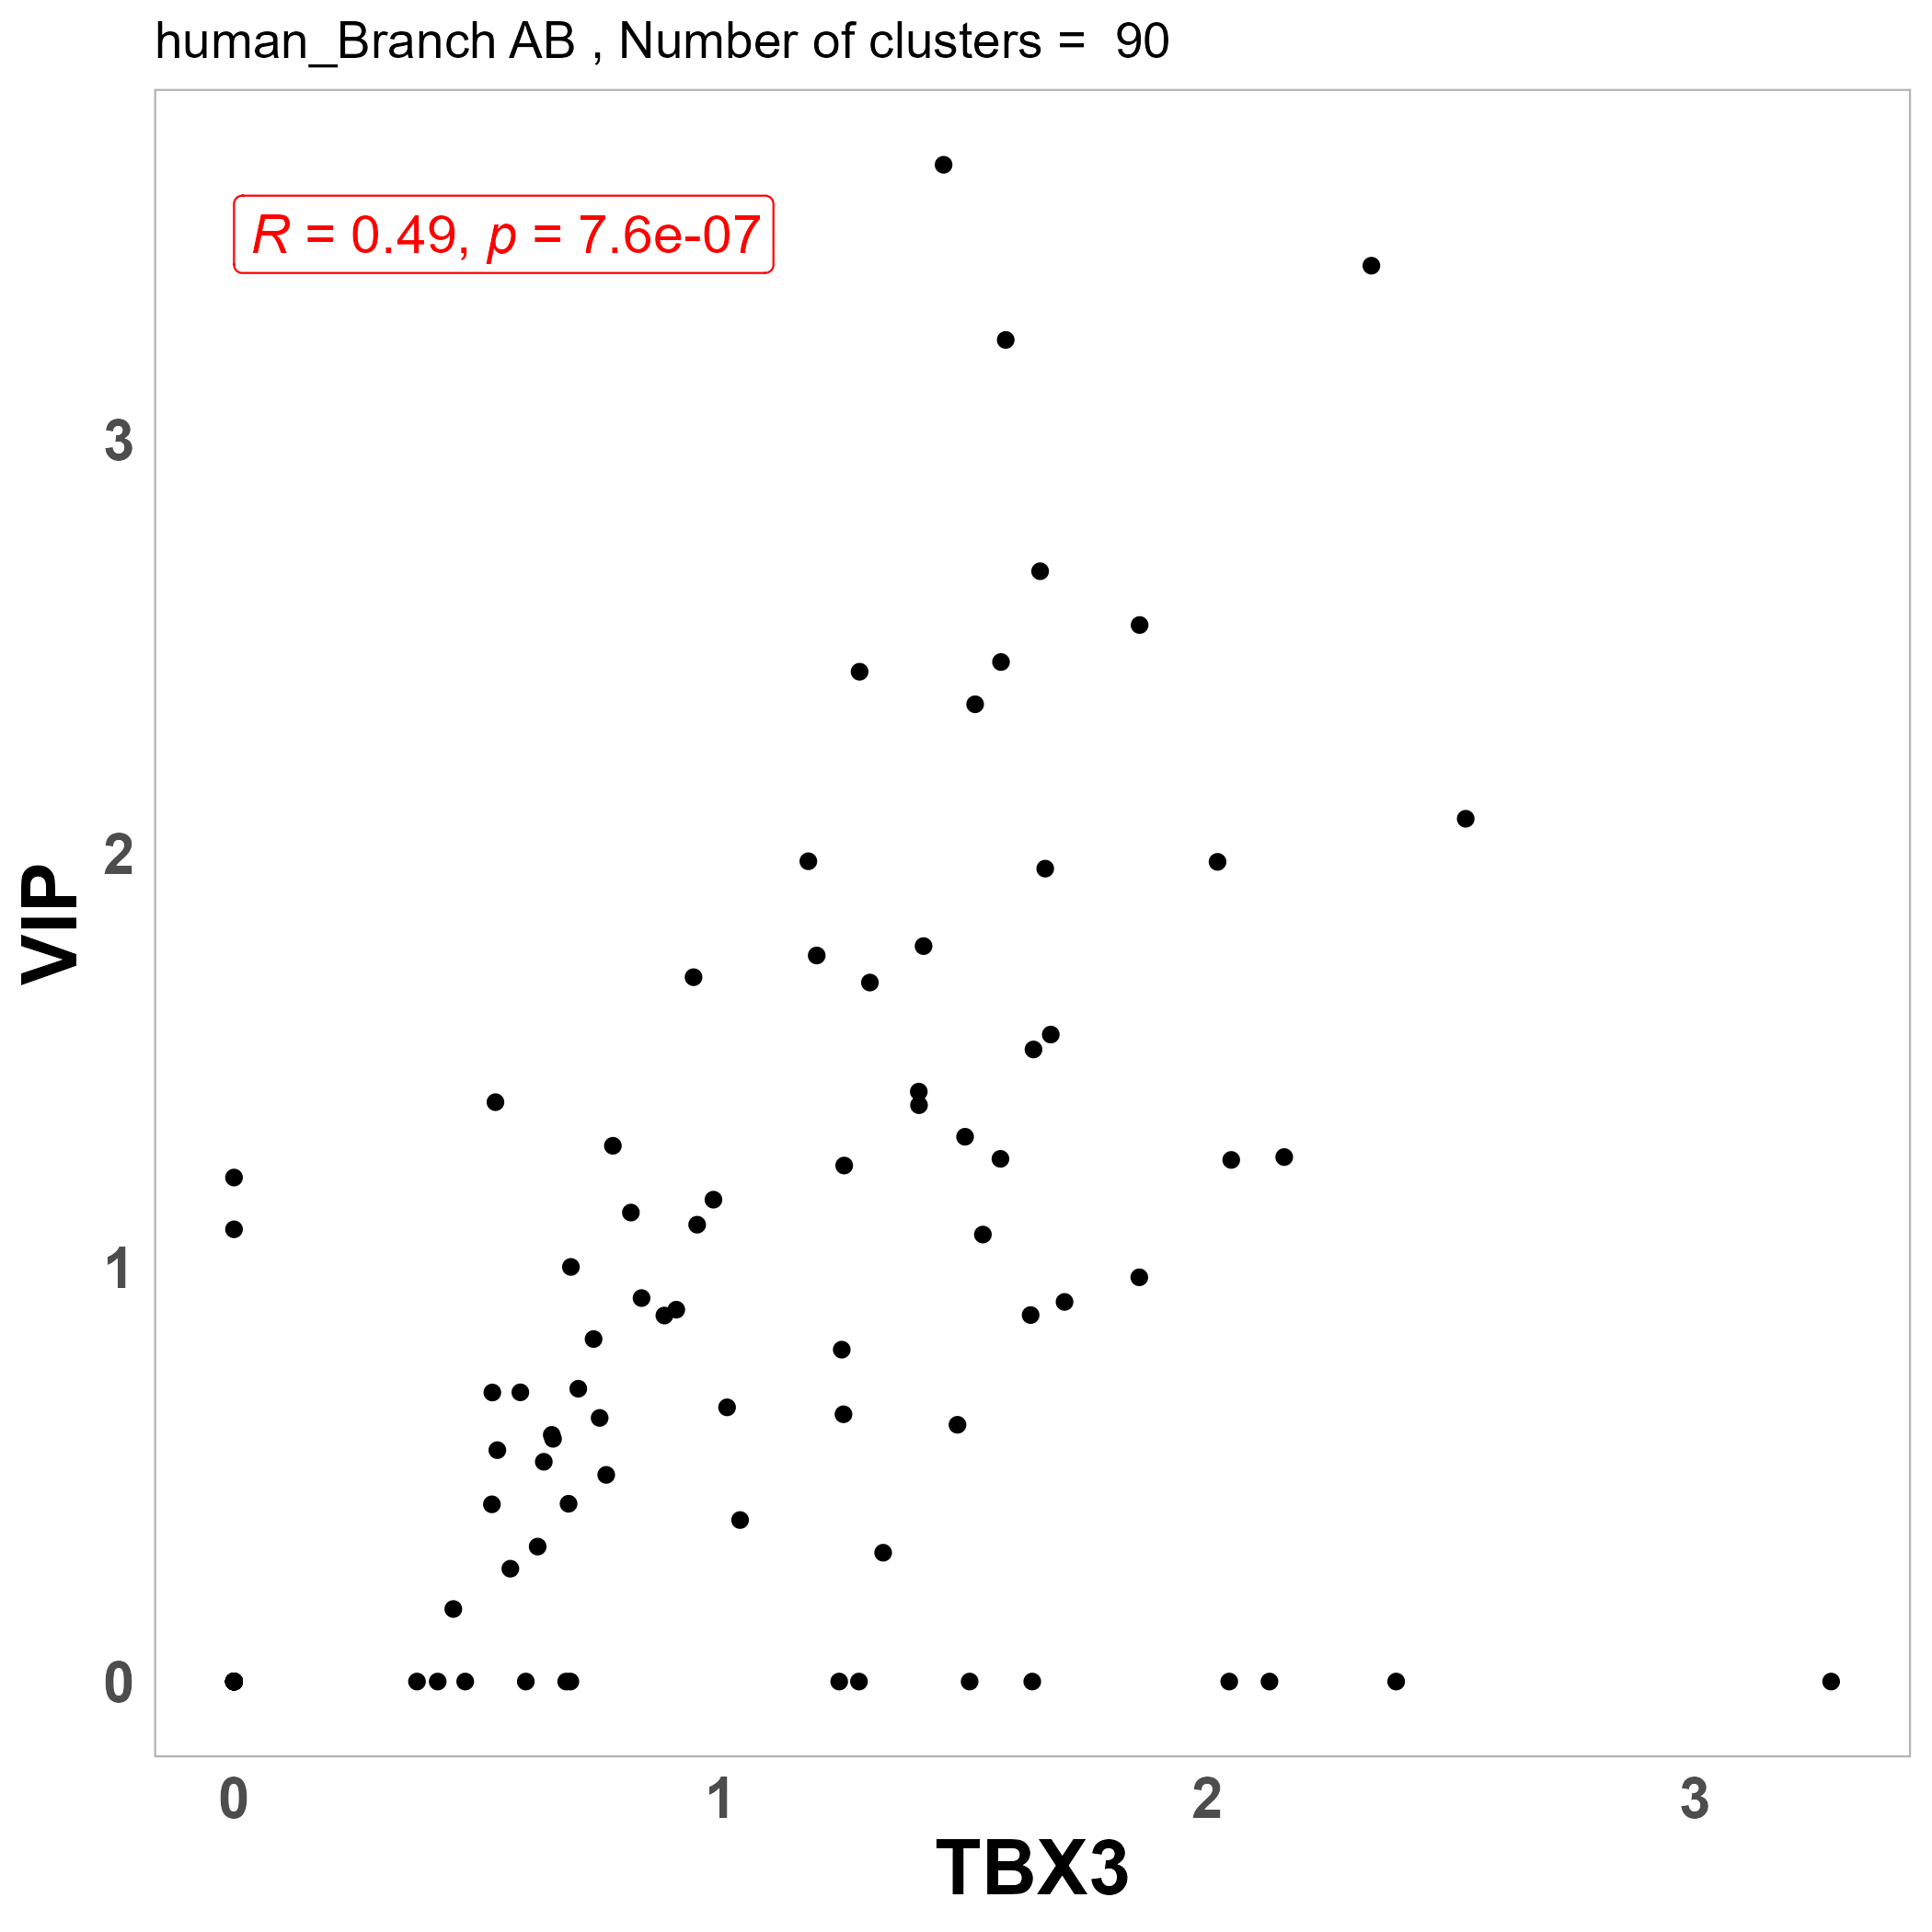 human_Branch AB , Number of clusters =  90
R = 0.49, p = 7.6e-07
3
2
1
0
VIP
0 1 2 3
TBX3